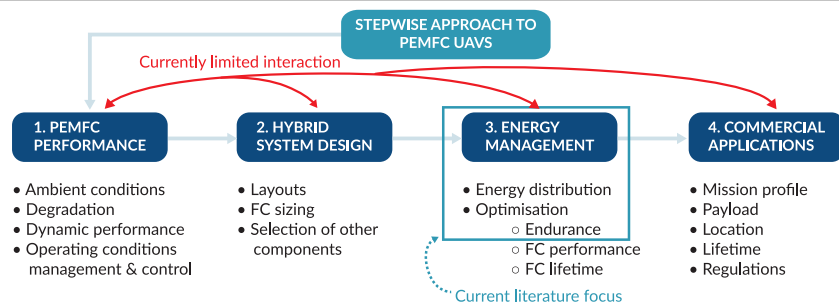 STEPWISE APPROACH TO
PEMFC UAVS
Currently limited interaction
1. PEMFC
PERFORMANCE
2. HYBRID
SYSTEM DESIGN
3. ENERGY
MANAGEMENT
4. COMMERCIAL
APPLICATIONS
• Ambient conditions
• Degradation
• Dynamic performance
• Operating conditions
management & control
• Layouts
• FC sizing
• Selection of other
components
• Energy distribution
• Optimisation
○ Endurance
○ FC performance
○ FC lifetime
• Mission profile
• Payload
• Location
• Lifetime
• Regulations
Current literature focus